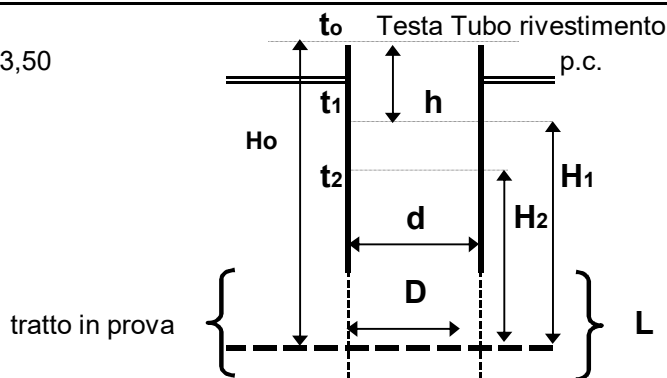 to Testa Tubo rivestimento
3,50 p.c.
t1 h
Ho
t2 H1
H2
d
D
tratto in prova L